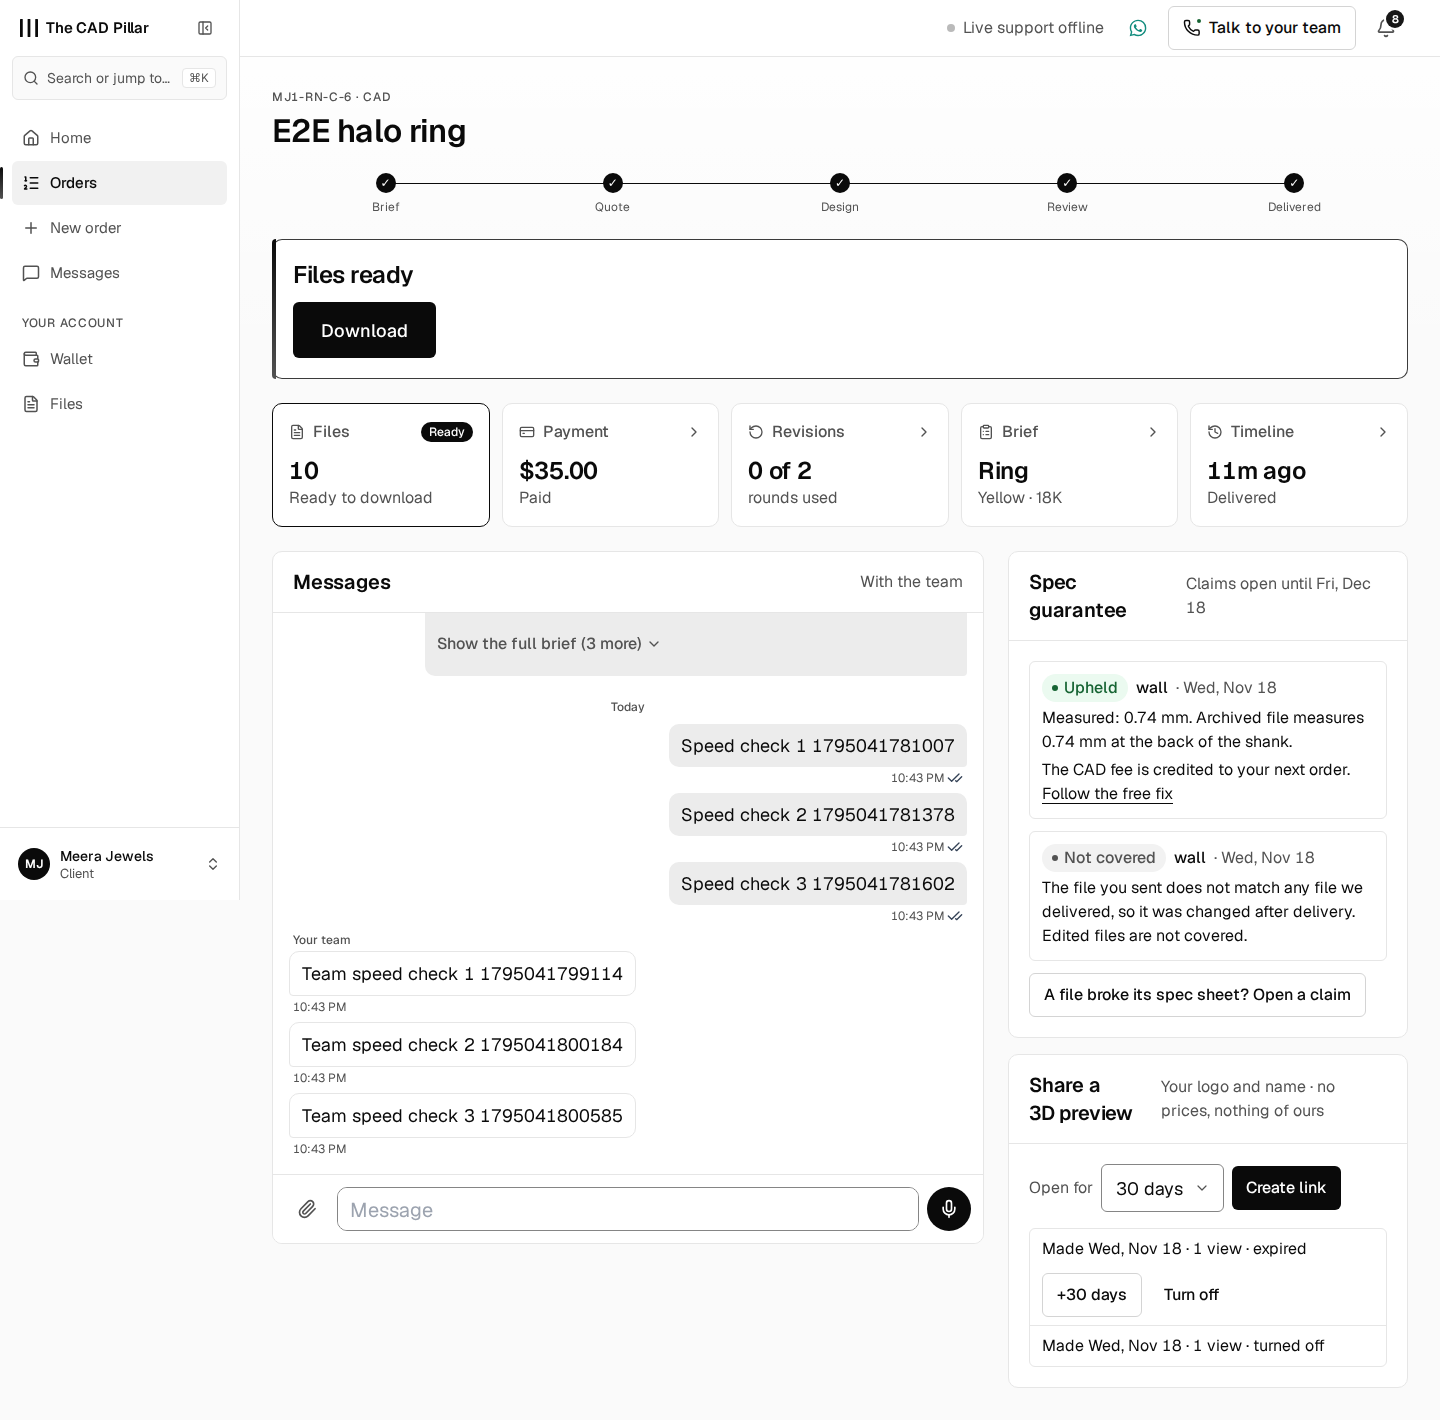 The CAD Pillar
Search or jump to...
⌘K
Home
Orders
New order
Messages
YOUR ACCOUNT
Wallet
Files
MJ
Meera Jewels
Client
Live support offline
Talk to your team
8
MJ1-RN-C-6 · CAD
E2E halo ring
Brief
Quote
Design
Review
Delivered
Files ready
Download
Files
Ready
10
Ready to download
Payment
$35.00
Paid
Revisions
0 of 2
rounds used
Brief
Ring
Yellow · 18K
Timeline
11m ago
Delivered
Messages
With the team
Show the full brief (3 more)
Today
Speed check 1 1795041781007
10:43 PM
Speed check 2 1795041781378
10:43 PM
Speed check 3 1795041781602
10:43 PM
Your team
Team speed check 1 1795041799114
10:43 PM
Team speed check 2 1795041800184
10:43 PM
Team speed check 3 1795041800585
10:43 PM
Message
Spec
guarantee
Claims open until Fri, Dec
18
Upheld wall · Wed, Nov 18
Measured: 0.74 mm. Archived file measures
0.74 mm at the back of the shank.
The CAD fee is credited to your next order.
Follow the free fix
Not covered wall · Wed, Nov 18
The file you sent does not match any file we
delivered, so it was changed after delivery.
Edited files are not covered.
A file broke its spec sheet? Open a claim
Share a
3D preview
Your logo and name · no
prices, nothing of ours
Open for
30 days
Create link
Made Wed, Nov 18 · 1 view · expired
+30 days
Turn off
Made Wed, Nov 18 · 1 view · turned off